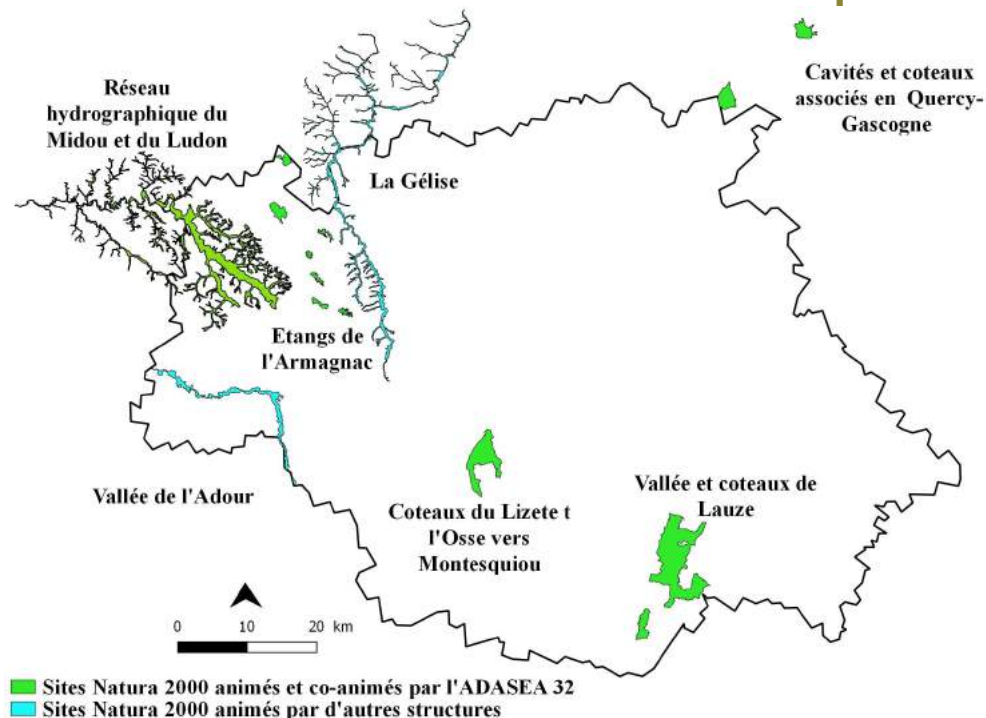 Réseau
hydrographique du
Midou et du Ludon
Cavités et coteaux
associés en Quercy-
Gascogne
La Gélise
Etangs de
l'Armagnac
Vallée de l'Adour
Coteaux du Lizete t
l'Osse vers
Montesquiou
Vallée et coteaux de
Lauze
0 10 20 km
Sites Natura 2000 animés et co-animés par l'ADASEA 32
Sites Natura 2000 animés par d'autres structures